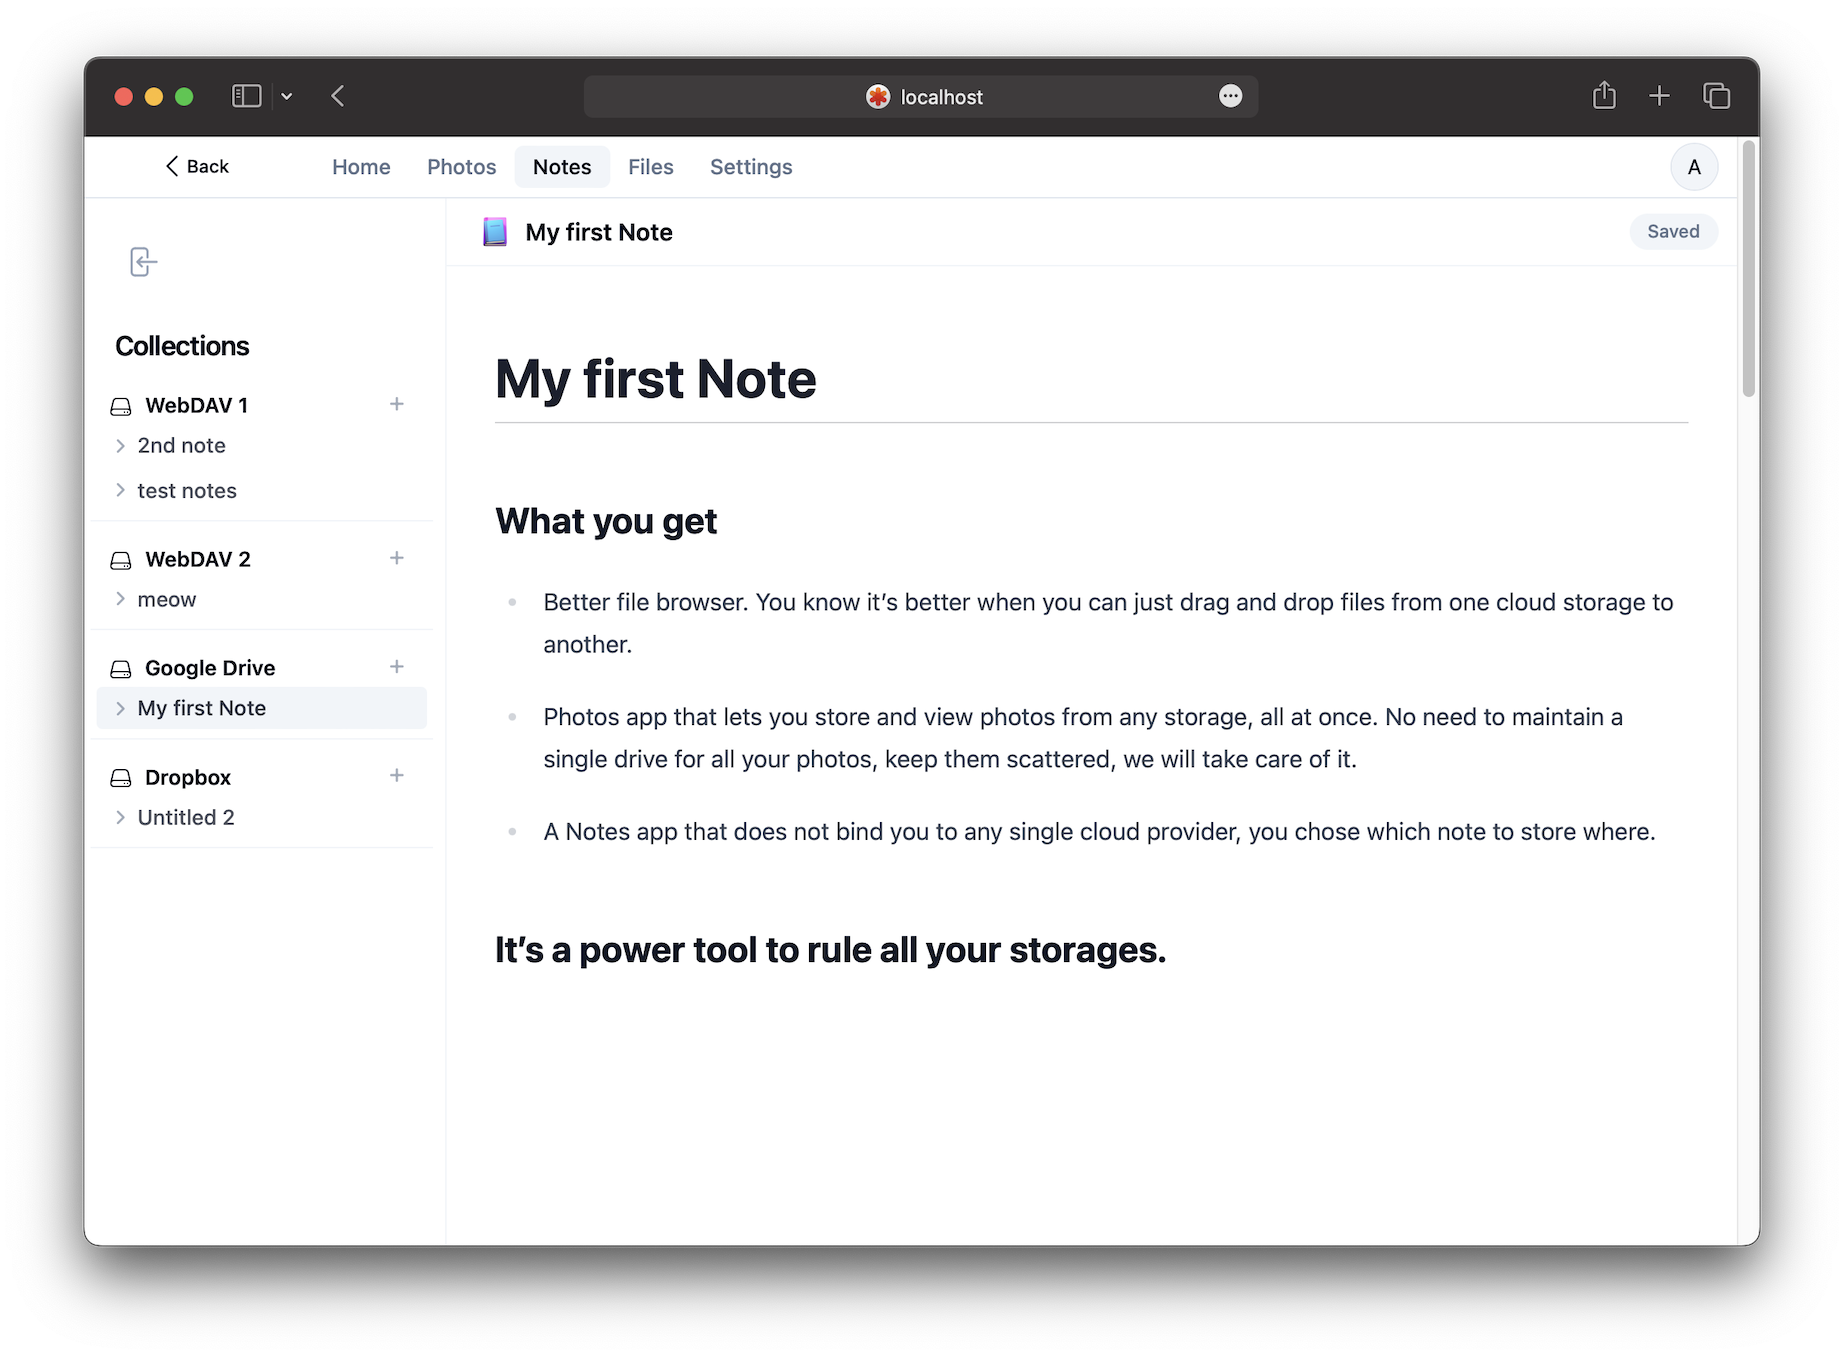 localhost
Back
Home
Photos
Notes
Files
Settings
A
My first Note
Saved
Collections
WebDAV 1
2nd note
test notes
WebDAV 2
meow
Google Drive
My first Note
Dropbox
Untitled 2
My first Note
What you get
Better file browser. You know it’s better when you can just drag and drop files from one cloud storage to
another.
Photos app that lets you store and view photos from any storage, all at once. No need to maintain a
single drive for all your photos, keep them scattered, we will take care of it.
A Notes app that does not bind you to any single cloud provider, you chose which note to store where.
It’s a power tool to rule all your storages.